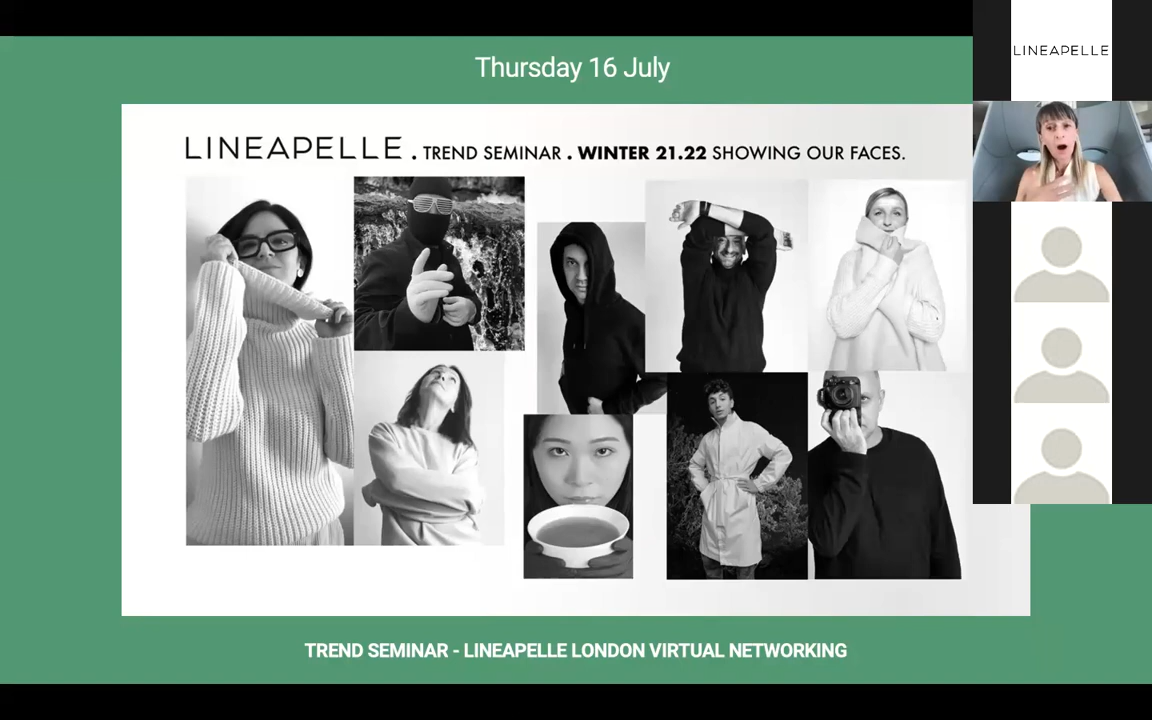 Thursday 16 July
LINEAPELLE
LINEAPELLE . TREND SEMINAR . WINTER 21.22 SHOWING OUR FACES.
TREND SEMINAR - LINEAPELLE LONDON VIRTUAL NETWORKING